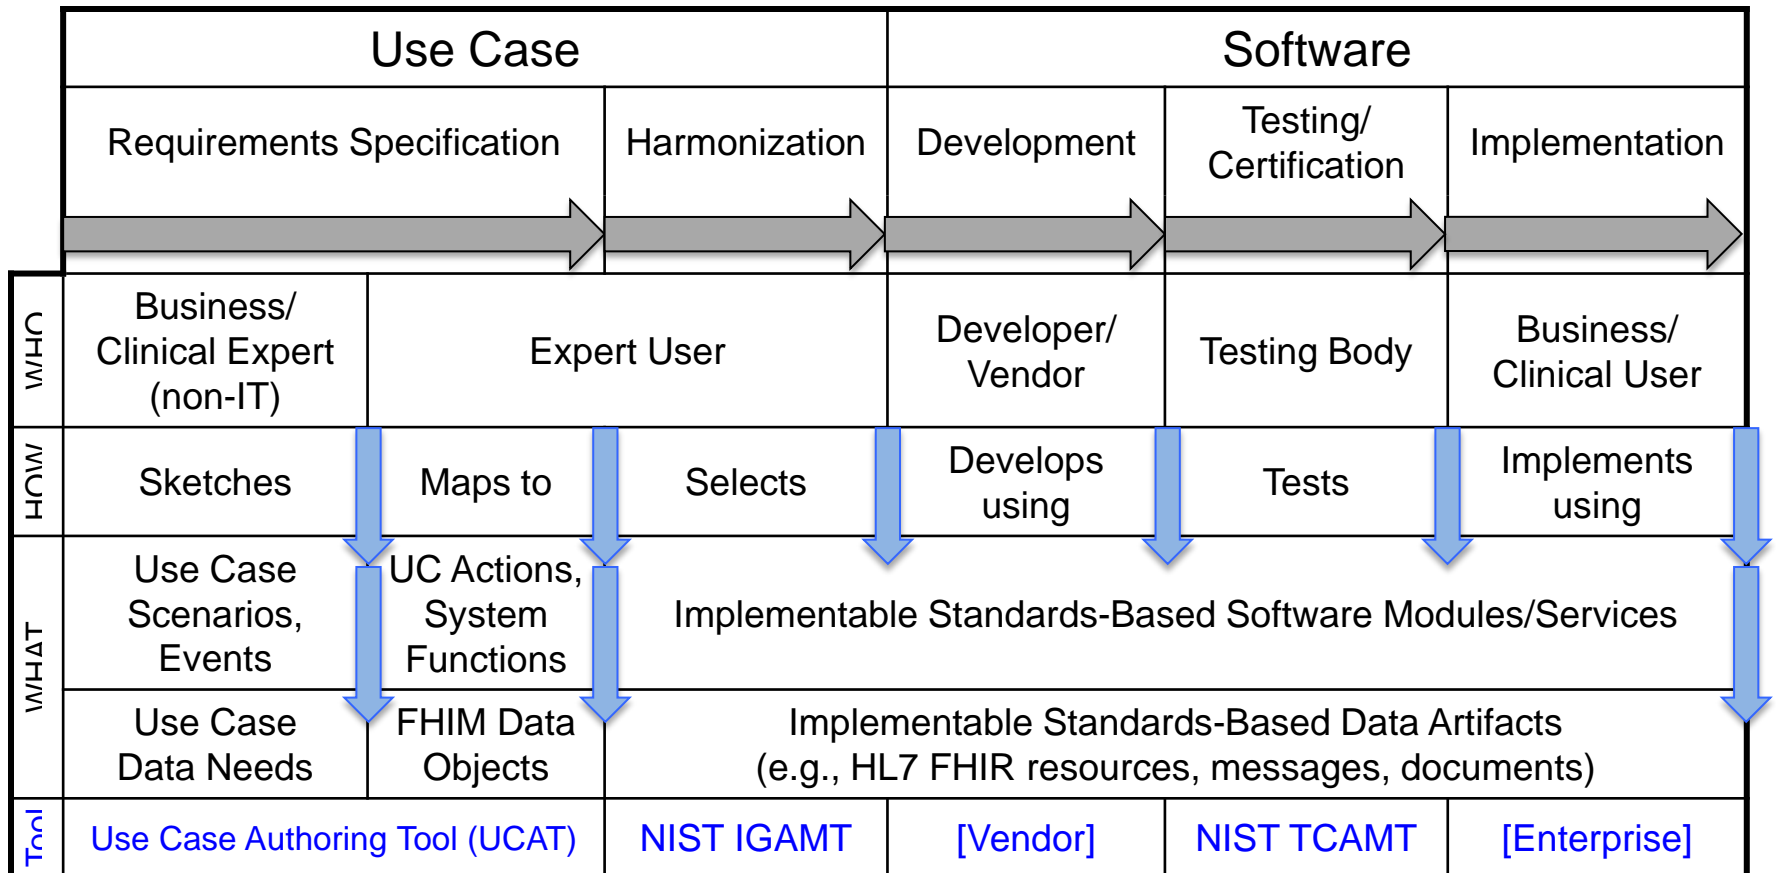 Use Case
Software
Requirements Specification
Harmonization
Development
Testing/
Certification
Implementation
WHO
Business/
Clinical Expert
(non-IT)
Expert User
Developer/
Vendor
Testing Body
Business/
Clinical User
HOW
Sketches
Maps to
Selects
Develops
using
Tests
Implements
using
WHAT
Use Case
Scenarios,
Events
UC Actions,
System
Functions
Implementable Standards-Based Software Modules/Services
Use Case
Data Needs
FHIM Data
Objects
Implementable Standards-Based Data Artifacts
(e.g., HL7 FHIR resources, messages, documents)
Tool
Use Case Authoring Tool (UCAT)
NIST IGAMT
[Vendor]
NIST TCAMT
[Enterprise]